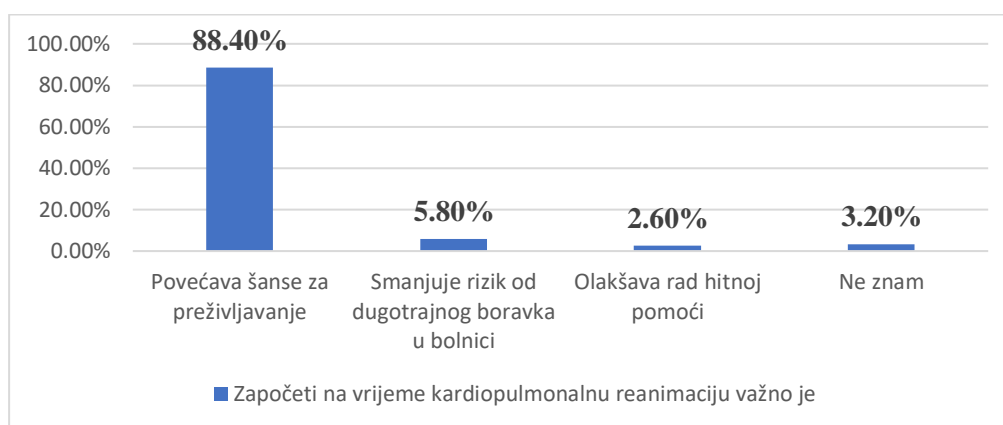 100.00%
80.00%
60.00%
40.00%
20.00%
0.00%
88.40%
5.80%
2.60%
3.20%
Povećava šanse za
preživljavanje
Smanjuje rizik od
dugotrajnog boravka
u bolnici
Olakšava rad hitnoj
pomoći
Ne znam
Započeti na vrijeme kardiopulmonalnu reanimaciju važno je